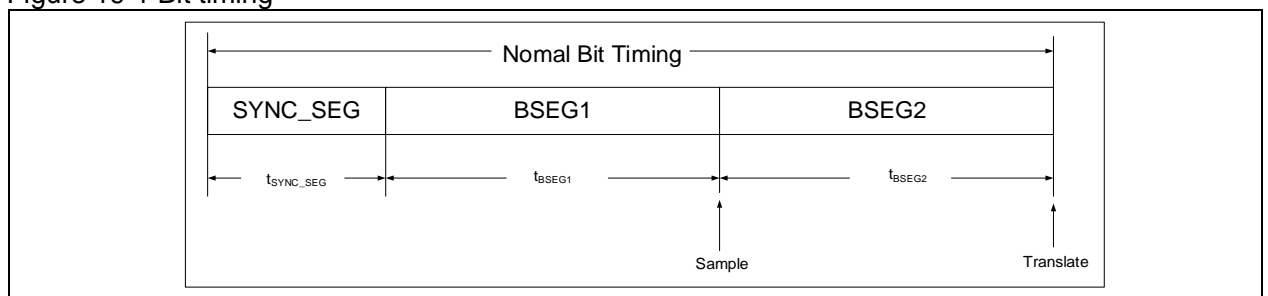 Nomal Bit Timing
SYNC_SEG BSEG1 BSEG2
tSYNC_SEG tBSEG1 tBSEG2
Sample Translate